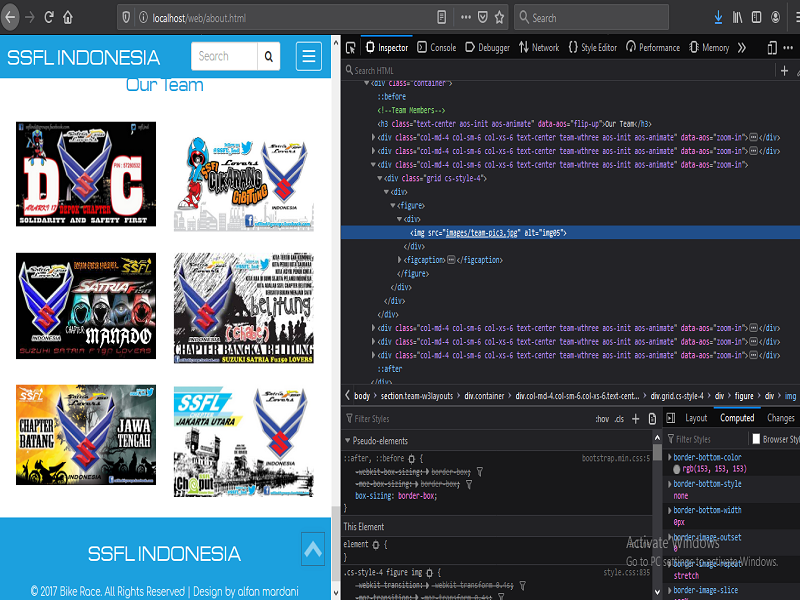 localhost/web/about.html
Search
SSFL INDONESIA
Search
Our Team
PIN : 57280532
D C
DEPOK CHAPTER
SOLIDARITY AND SAFETY FIRST
Lovers
CIKARANG
CIBITUNG
INDONESIA
SSFL
SATRIA F150
CHAPTER
MANADO
INDONESIA
SUZUKI SATRIA F150 LOVERS
belitung
INDONESIA
CHAPTER BANGKA BELITUNG
SUZUKI SATRIA Fu150 LOVERS
SSFL
CHAPTER
BATANG
JAWA
TENGAH
INDONESIA
SSFL
JAKARTA UTARA
Lovers
INDONESIA
SSFL INDONESIA
© 2017 Bike Race. All Rights Reserved | Design by alfan mardani
Inspector
Console
Debugger
Network
Style Editor
Performance
Memory
Search HTML
<div class="container">
::before
<!--Team Members-->
<h3 class="text-center aos-init aos-animate" data-aos="flip-up">Our Team</h3>
<div class="col-md-4 col-sm-6 col-xs-6 text-center team-wthree aos-init aos-animate" data-aos="zoom-in"></div>
<div class="col-md-4 col-sm-6 col-xs-6 text-center team-wthree aos-init aos-animate" data-aos="zoom-in"></div>
<div class="col-md-4 col-sm-6 col-xs-6 text-center team-wthree aos-init aos-animate" data-aos="zoom-in">
<div class="grid cs-style-4">
<div>
<figure>
<div>
<img src="images/team-pic3.jpg" alt="img05">
</div>
<figcaption></figcaption>
</figure>
</div>
</div>
</div>
<div class="col-md-4 col-sm-6 col-xs-6 text-center team-wthree aos-init aos-animate" data-aos="zoom-in"></div>
<div class="col-md-4 col-sm-6 col-xs-6 text-center team-wthree aos-init aos-animate" data-aos="zoom-in"></div>
<div class="col-md-4 col-sm-6 col-xs-6 text-center team-wthree aos-init aos-animate" data-aos="zoom-in"></div>
::after
</div>
body
section.team-w3layouts
div.container
div.col-md-4.col-sm-6.col-xs-6.text-cent...
div.grid.cs-style-4
div
figure
div
img
Filter Styles
:hov .cls
Pseudo-elements
::after, ::before {
bootstrap.min.css:5
-webkit-box-sizing: border-box;
-moz-box-sizing: border-box;
box-sizing: border-box;
}
This Element
element {
}
.cs-style-4 figure img {
style.css:835
-webkit-transition: -webkit-transform 0.4s;
-moz-transition: -moz-transform 0.4s;
Layout
Computed
Changes
Filter Styles
Browser Styl
border-bottom-color
rgb(153, 153, 153)
border-bottom-style
none
border-bottom-width
0px
border-image-outset
0
border-image-repeat
stretch
border-image-slice
Activate Windows
Go to PC settings to activate Windows.